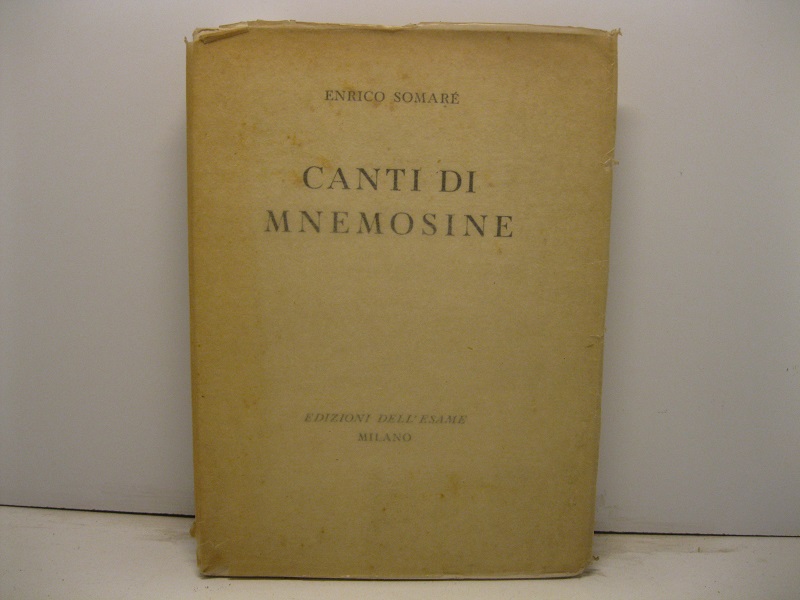 ENRICO SOMARÉ
CANTI DI
MNEMOSINE
EDIZIONI DELL'ESAME
MILANO